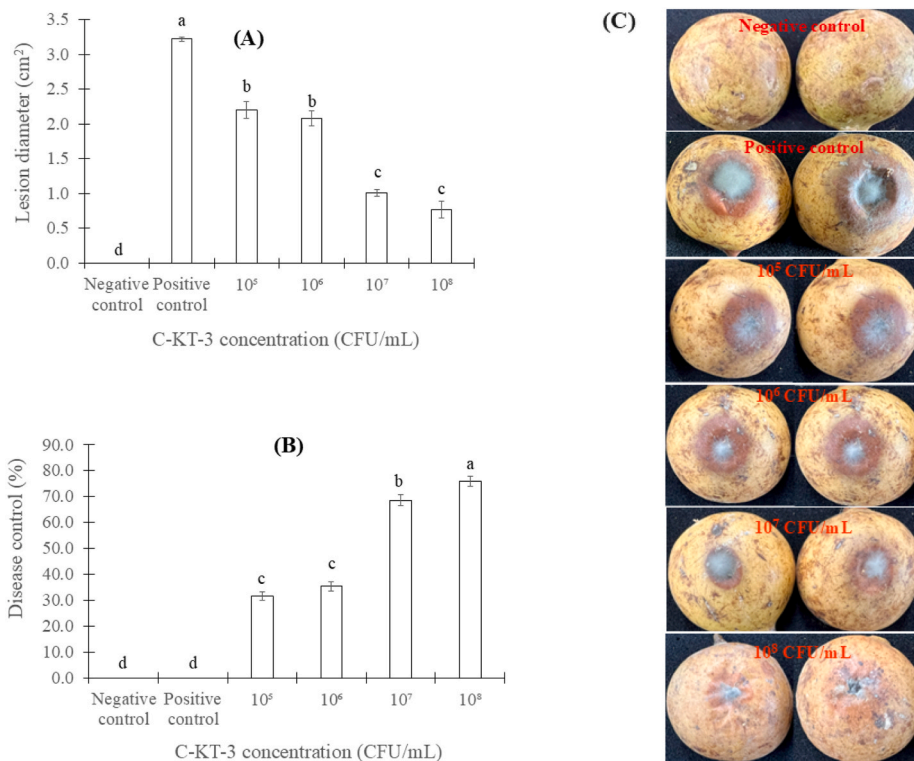 (A)
Lesion diameter (cm²)
3.5
3.0
2.5
2.0
1.5
1.0
0.5
0.0
d
a
b
b
c
c
Negative control
Positive control
10⁵
10⁶
10⁷
10⁸
C-KT-3 concentration (CFU/mL)
(B)
Disease control (%)
90.0
80.0
70.0
60.0
50.0
40.0
30.0
20.0
10.0
0.0
d
d
c
c
b
a
Negative control
Positive control
10⁵
10⁶
10⁷
10⁸
C-KT-3 concentration (CFU/mL)
(C)
Negative control
Positive control
10⁵ CFU/mL
10⁶ CFU/mL
10⁷ CFU/mL
10⁸ CFU/mL